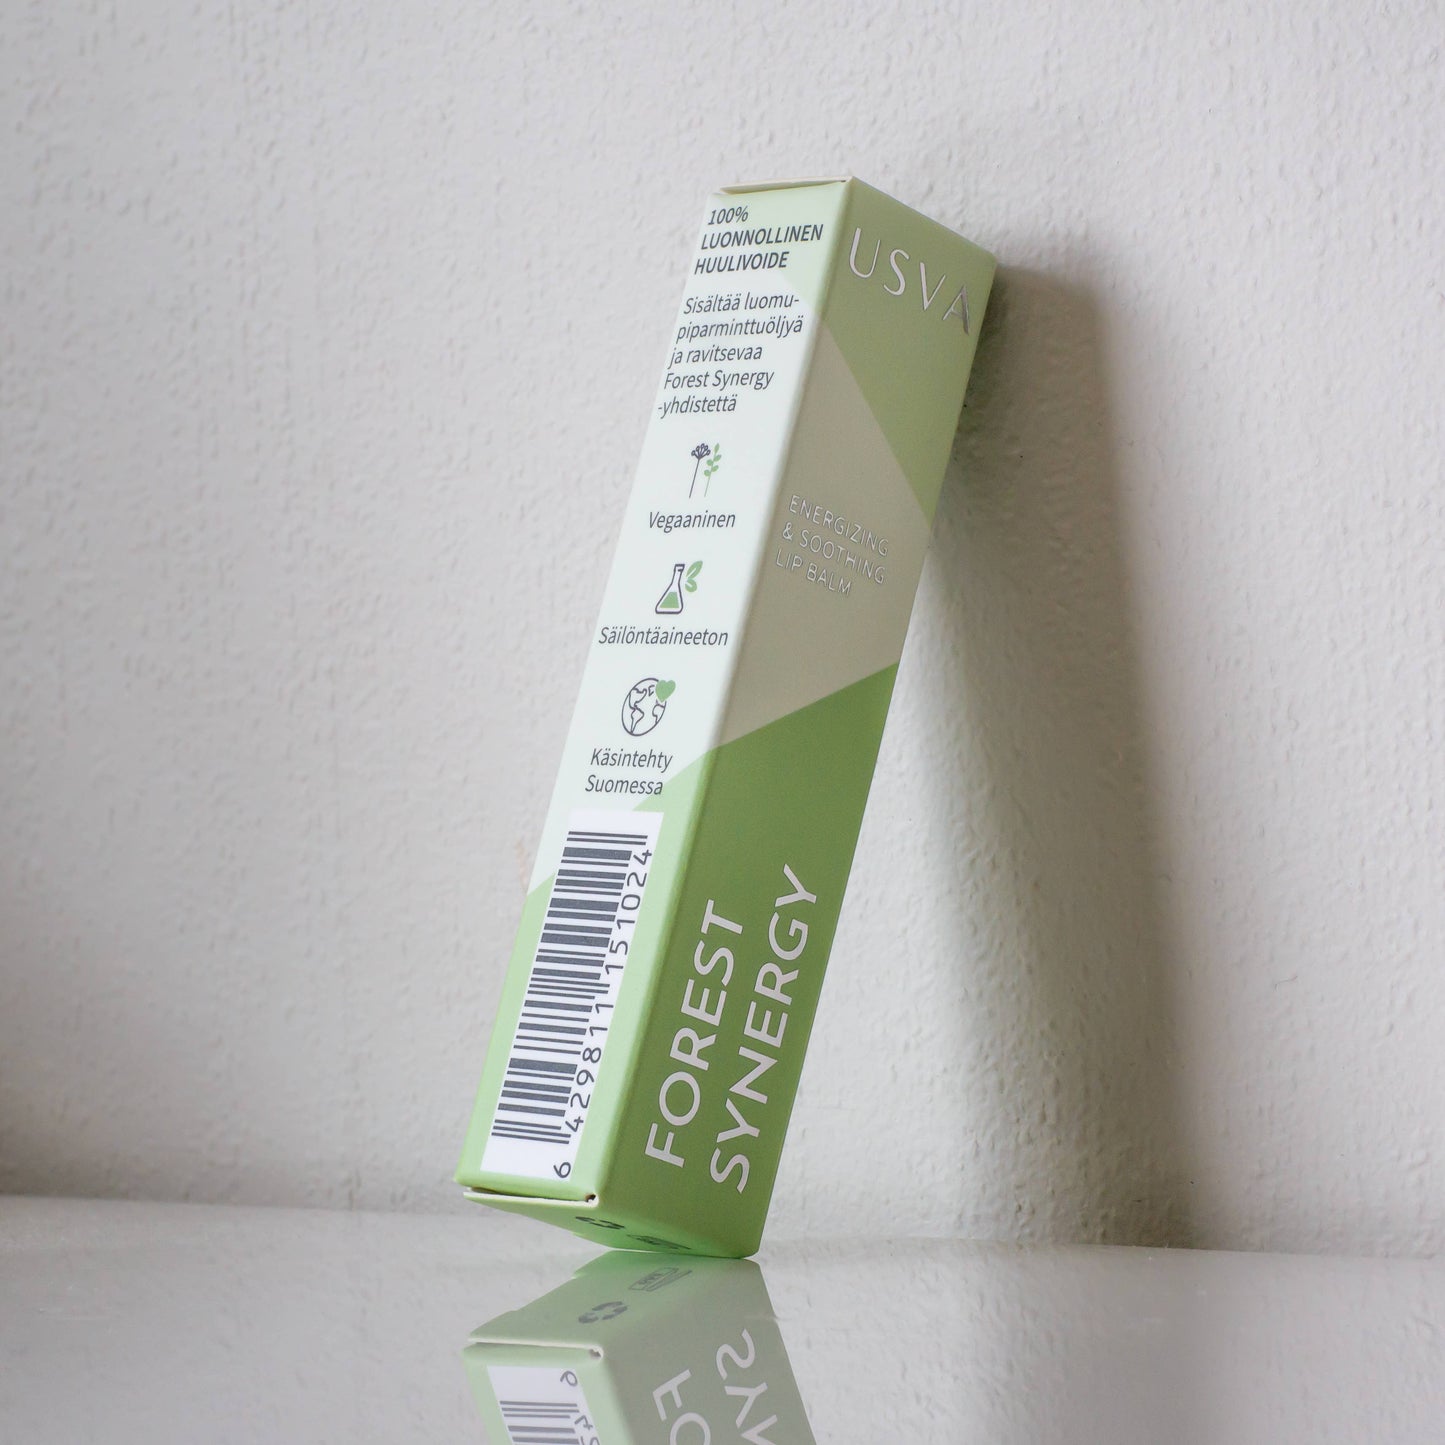 100%
LUONNOLLINEN
HUULIVOIDE
Sisältää luomu-
piparminttuöljyä
ja ravitsevaa
Forest Synergy
-yhdistettä
Vegaaninen
Säilöntäaineeton
Käsintehty
Suomessa
6 429811 151024
USVA
ENERGIZING
& SOOTHING
LIP BALM
FOREST
SYNERGY